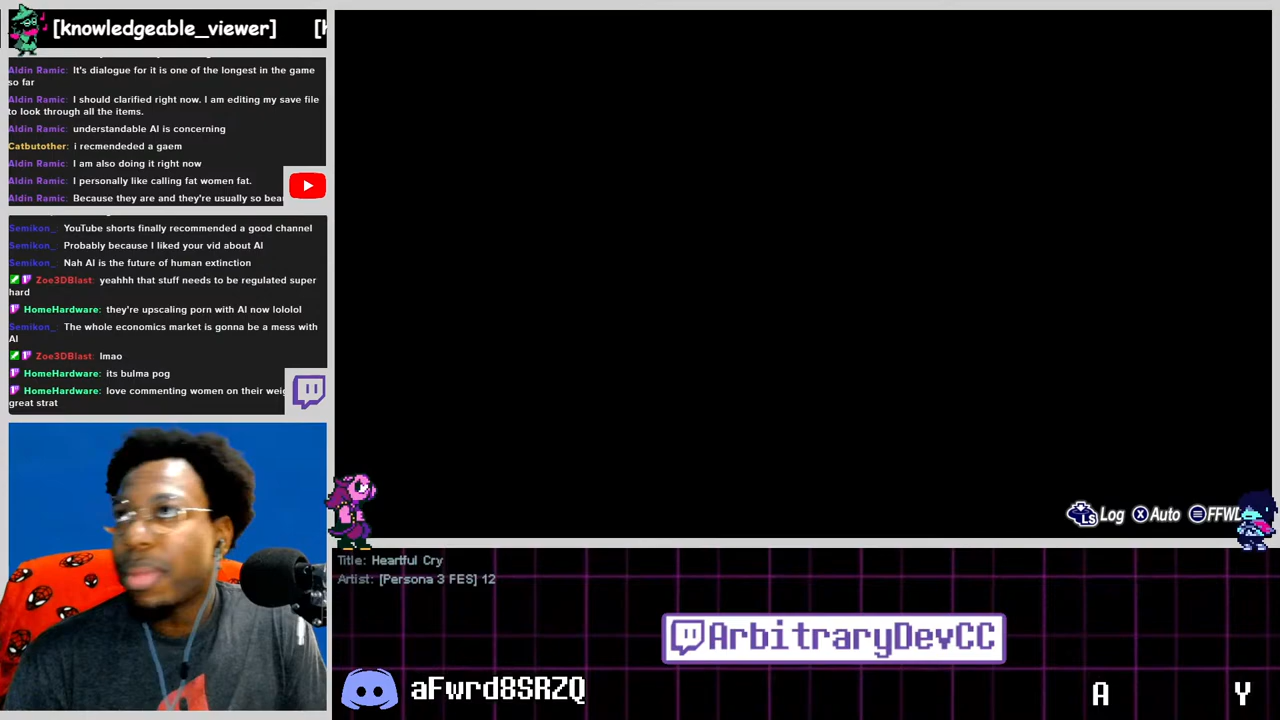 [knowledgeable_viewer]
Aldin Ramic: It's dialogue for it is one of the longest in the game
so far
Aldin Ramic: I should clarified right now. I am editing my save file
to look through all the items.
Aldin Ramic: understandable AI is concerning
Catbutother: i recmendeded a gaem
Aldin Ramic: I am also doing it right now
Aldin Ramic: I personally like calling fat women fat.
Aldin Ramic: Because they are and they're usually so
Semikon_: YouTube shorts finally recommended a good channel
Semikon_: Probably because I liked your vid about AI
Semikon_: Nah AI is the future of human extinction
Zoe3DBlast: yeahhh that stuff needs to be regulated super
hard
HomeHardware: they're upscaling porn with AI now lololol
Semikon_: The whole economics market is gonna be a mess with
AI
Zoe3DBlast: lmao
HomeHardware: its bulma pog
HomeHardware: love commenting women on their
great strat
LS Log X Auto FFWD
Title: Heartful Cry
Artist: [Persona 3 FES] 12
ArbitraryDevCC
aFwrd8SRZQ
A Y